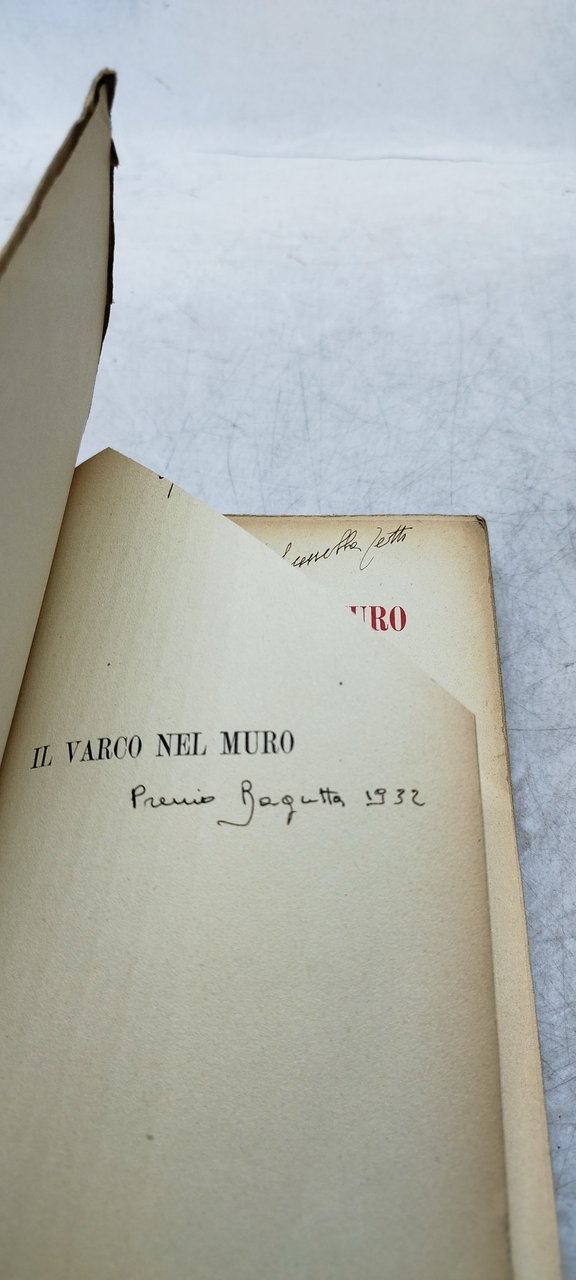 URO
IL VARCO NEL MURO
Premio Bagutta 1932